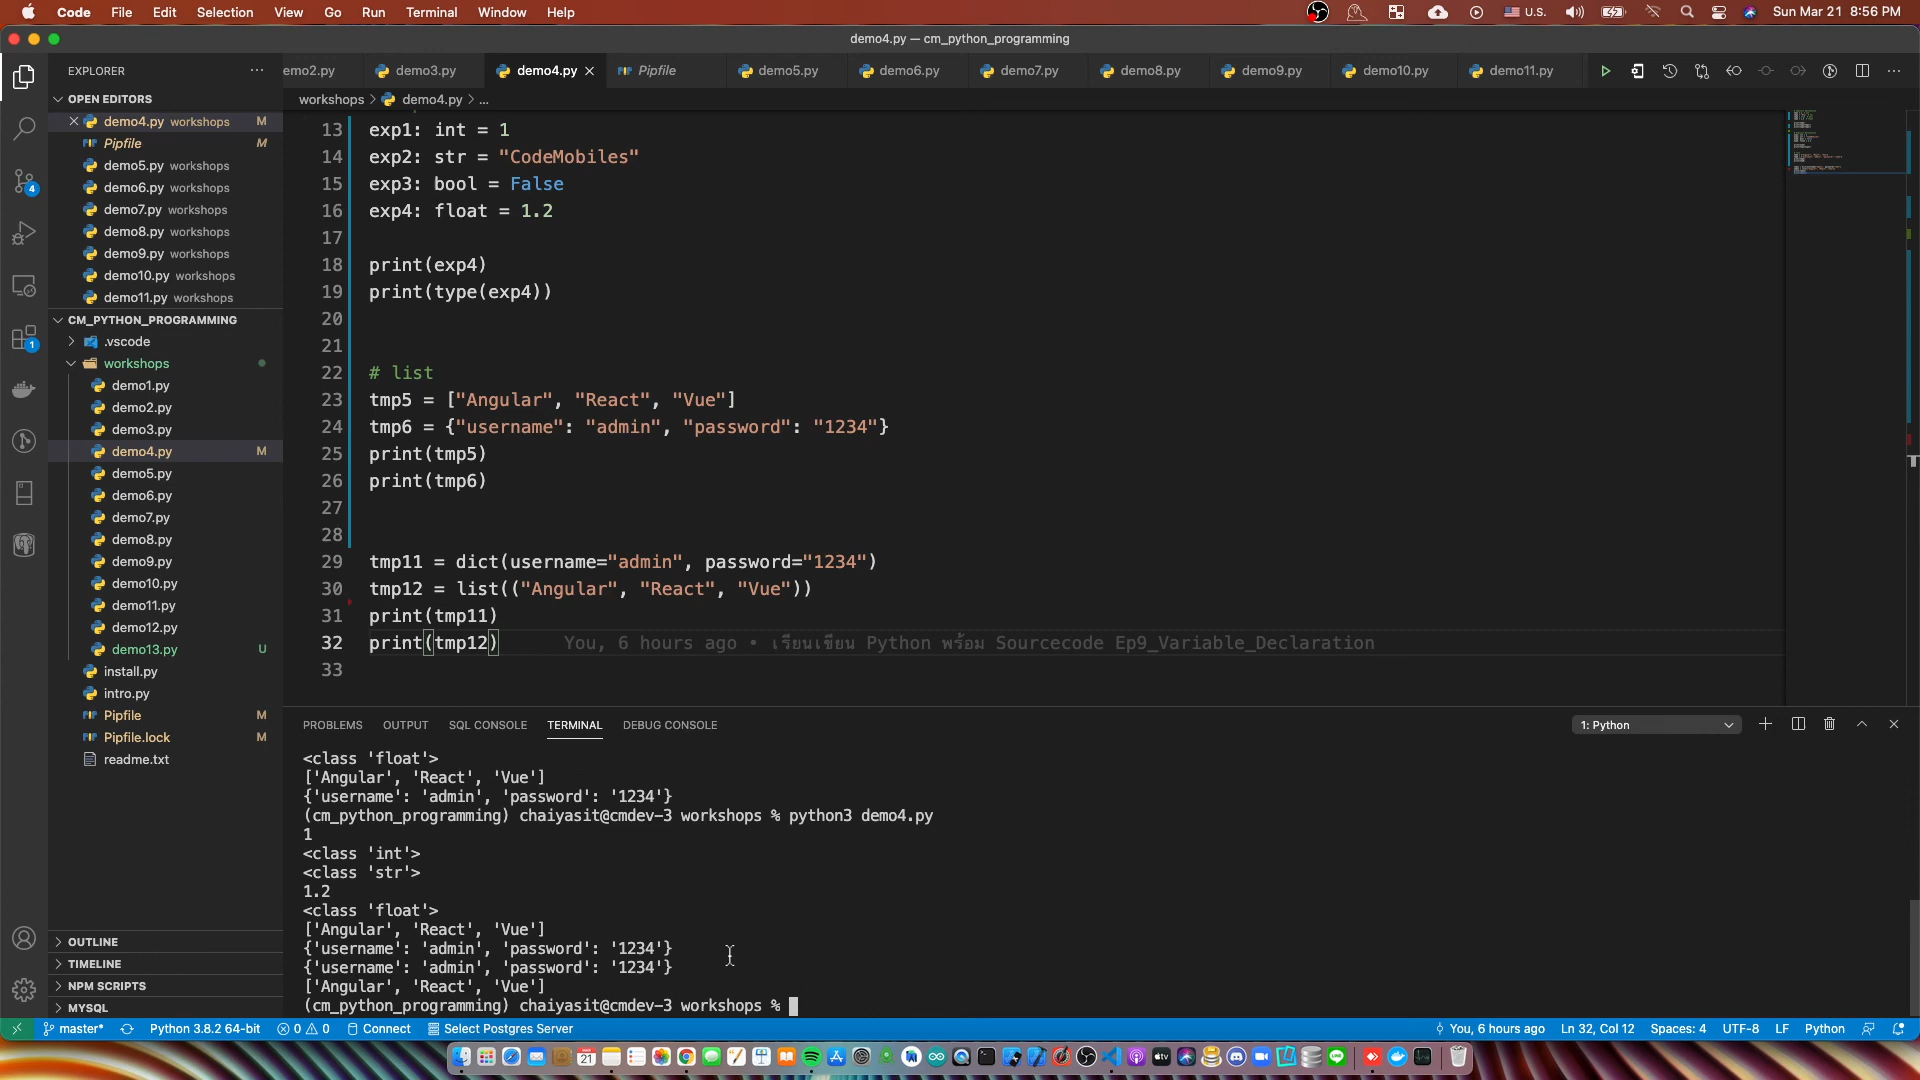 Code File Edit Selection View Go Run Terminal Window Help U.S. Sun Mar 21 8:56 PM
demo4.py — cm_python_programming
EXPLORER
emo2.py demo3.py demo4.py Pipfile demo5.py demo6.py demo7.py demo8.py demo9.py demo10.py demo11.py
workshops > demo4.py > ...
OPEN EDITORS
demo4.py workshops M
Pipfile M
demo5.py workshops
demo6.py workshops
demo7.py workshops
demo8.py workshops
demo9.py workshops
demo10.py workshops
demo11.py workshops
CM_PYTHON_PROGRAMMING
.vscode
workshops
demo1.py
demo2.py
demo3.py
demo4.py M
demo5.py
demo6.py
demo7.py
demo8.py
demo9.py
demo10.py
demo11.py
demo12.py
demo13.py U
install.py
intro.py
Pipfile M
Pipfile.lock M
readme.txt
OUTLINE
TIMELINE
NPM SCRIPTS
MYSQL
4
1
13 exp1: int = 1
14 exp2: str = "CodeMobiles"
15 exp3: bool = False
16 exp4: float = 1.2
17
18 print(exp4)
19 print(type(exp4))
20
21
22 # list
23 tmp5 = ["Angular", "React", "Vue"]
24 tmp6 = {"username": "admin", "password": "1234"}
25 print(tmp5)
26 print(tmp6)
27
28
29 tmp11 = dict(username="admin", password="1234")
30 tmp12 = list(("Angular", "React", "Vue"))
31 print(tmp11)
32 print(tmp12) You, 6 hours ago • เรียนเขียน Python พร้อม Sourcecode Ep9_Variable_Declaration
33
PROBLEMS OUTPUT SQL CONSOLE TERMINAL DEBUG CONSOLE 1: Python
<class 'float'>
['Angular', 'React', 'Vue']
{'username': 'admin', 'password': '1234'}
(cm_python_programming) chaiyasit@cmdev-3 workshops % python3 demo4.py
1
<class 'int'>
<class 'str'>
1.2
<class 'float'>
['Angular', 'React', 'Vue']
{'username': 'admin', 'password': '1234'}
{'username': 'admin', 'password': '1234'}
['Angular', 'React', 'Vue']
(cm_python_programming) chaiyasit@cmdev-3 workshops %
master* Python 3.8.2 64-bit 0 0 Connect Select Postgres Server You, 6 hours ago Ln 32, Col 12 Spaces: 4 UTF-8 LF Python
21